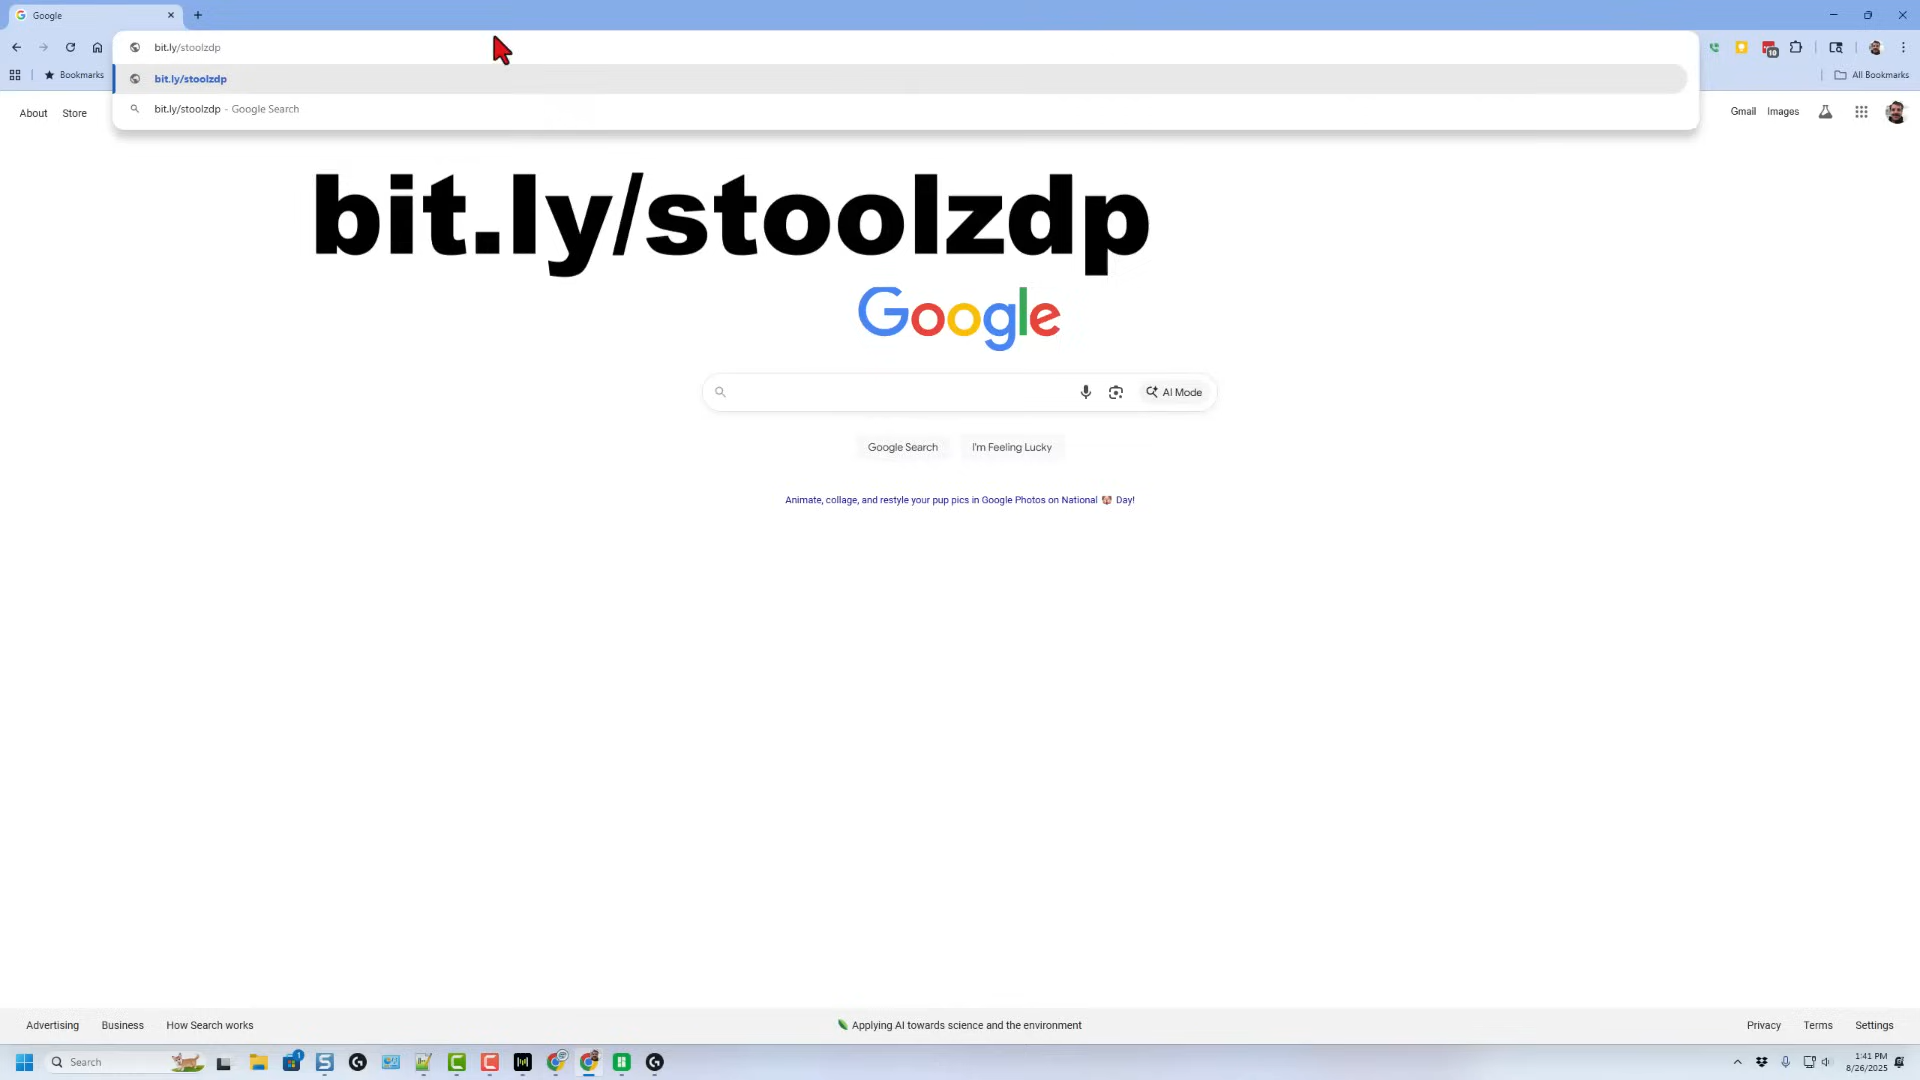 Google
bit.ly/stoolzdp
Bookmarks
bit.ly/stoolzdp
All Bookmarks
bit.ly/stoolzdp - Google Search
About
Store
Gmail
Images
bit.ly/stoolzdp
Google
AI Mode
Google Search
I'm Feeling Lucky
Animate, collage, and restyle your pup pics in Google Photos on National 🐶 Day!
Advertising
Business
How Search works
Applying AI towards science and the environment
Privacy
Terms
Settings
Search
1:41 PM
8/26/2025